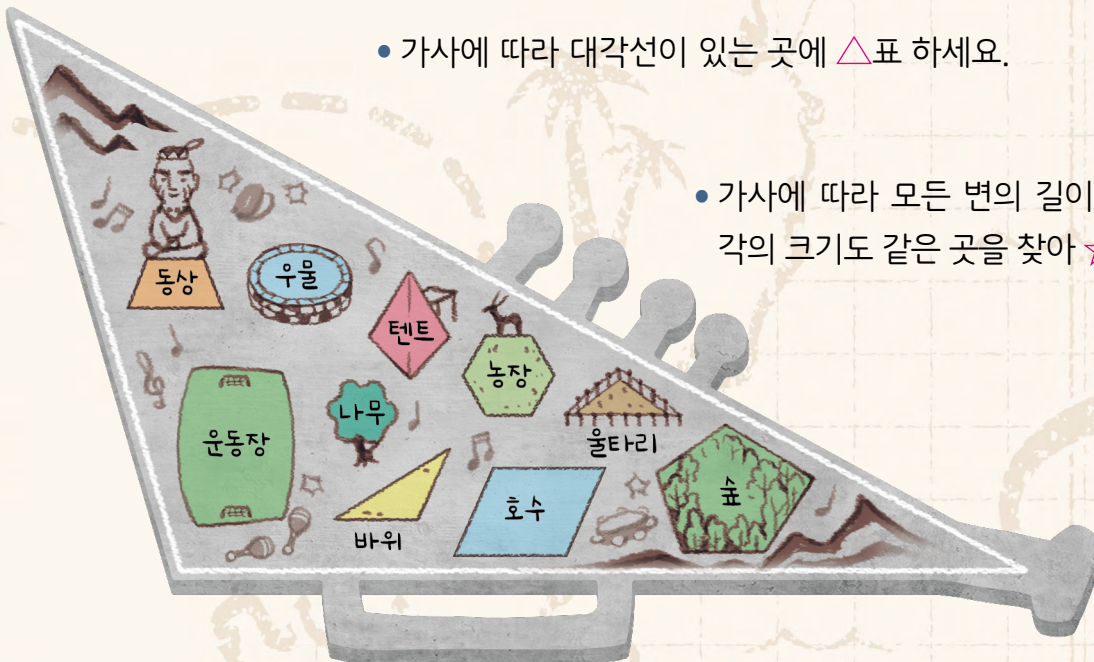 • 가사에 따라 대각선이 있는 곳에 △표 하세요.
• 가사에 따라 모든 변의 길이
각의 크기도 같은 곳을 찾아 ☆
동상
우물
텐트
농장
나무
울타리
운동장
숲
호수
바위